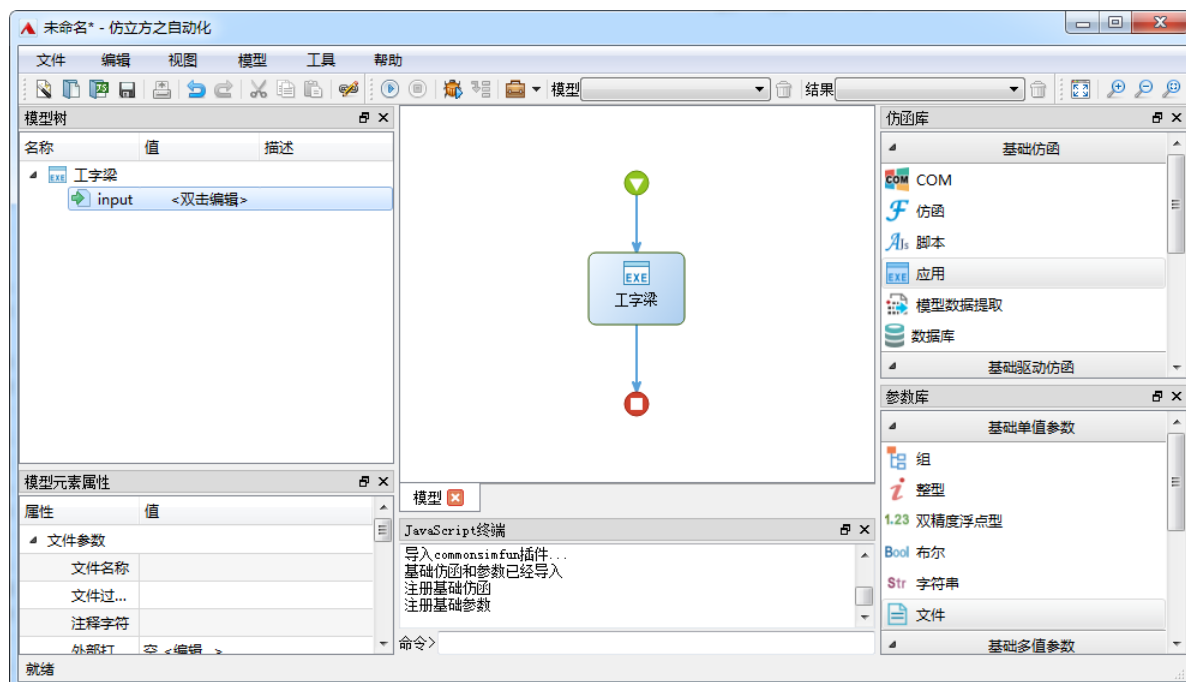 未命名* - 仿立方之自动化
文件 编辑 视图 模型 工具 帮助
模型 结果
模型树
名称 值 描述
EXE 工字梁
input <双击编辑>
模型元素属性
属性 值
文件参数
文件名称
文件过...
注释字符
外部打 空 <编辑...>
EXE
工字梁
模型
JavaScript终端
导入commonsimfun插件...
基础仿函和参数已经导入
注册基础仿函
注册基础参数
命令>
仿函库
基础仿函
COM COM
F 仿函
AJs 脚本
EXE 应用
模型数据提取
数据库
基础驱动仿函
参数库
基础单值参数
组
i 整型
1.23 双精度浮点型
Bool 布尔
Str 字符串
文件
基础多值参数
就绪